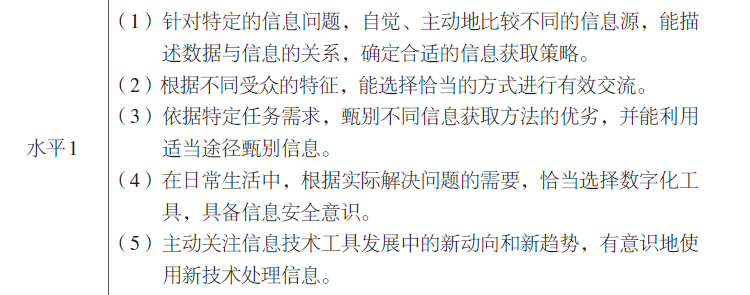 (1) 针对特定的信息问题，自觉、主动地比较不同的信息源，能描
述数据与信息的关系，确定合适的信息获取策略。
(2) 根据不同受众的特征，能选择恰当的方式进行有效交流。
(3) 依据特定任务需求，甄别不同信息获取方法的优劣，并能利用
适当途径甄别信息。
水平1
(4) 在日常生活中，根据实际解决问题的需要，恰当选择数字化工
具，具备信息安全意识。
(5) 主动关注信息技术工具发展中的新动向和新趋势，有意识地使
用新技术处理信息。